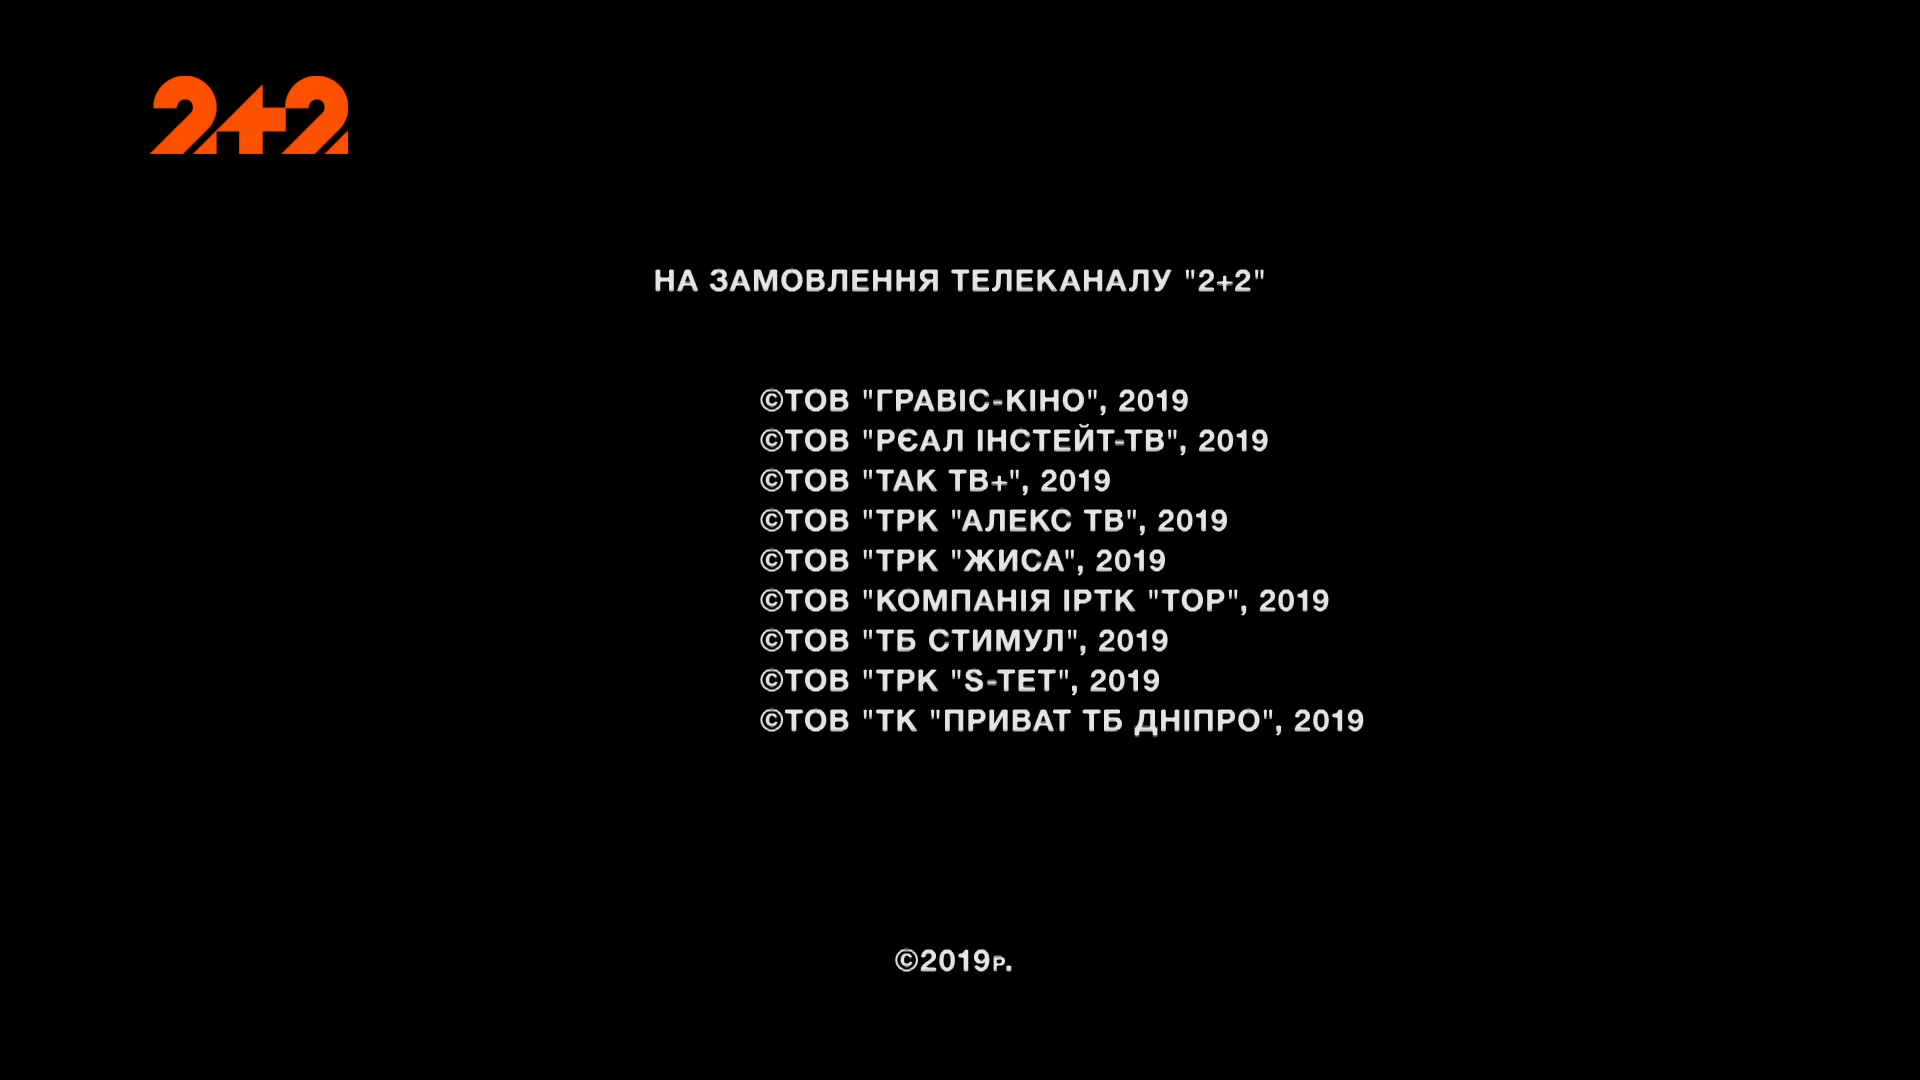 2+2
НА ЗАМОВЛЕННЯ ТЕЛЕКАНАЛУ "2+2"
©ТОВ "ГРАВІС-КІНО", 2019
©ТОВ "РЄАЛ ІНСТЕЙТ-ТВ", 2019
©ТОВ "ТАК ТВ+", 2019
©ТОВ "ТРК "АЛЕКС ТВ", 2019
©ТОВ "ТРК "ЖИСА", 2019
©ТОВ "КОМПАНІЯ ІРТК "ТОР", 2019
©ТОВ "ТБ СТИМУЛ", 2019
©ТОВ "ТРК "S-ТЕТ", 2019
©ТОВ "ТК "ПРИВАТ ТБ ДНІПРО", 2019
©2019р.